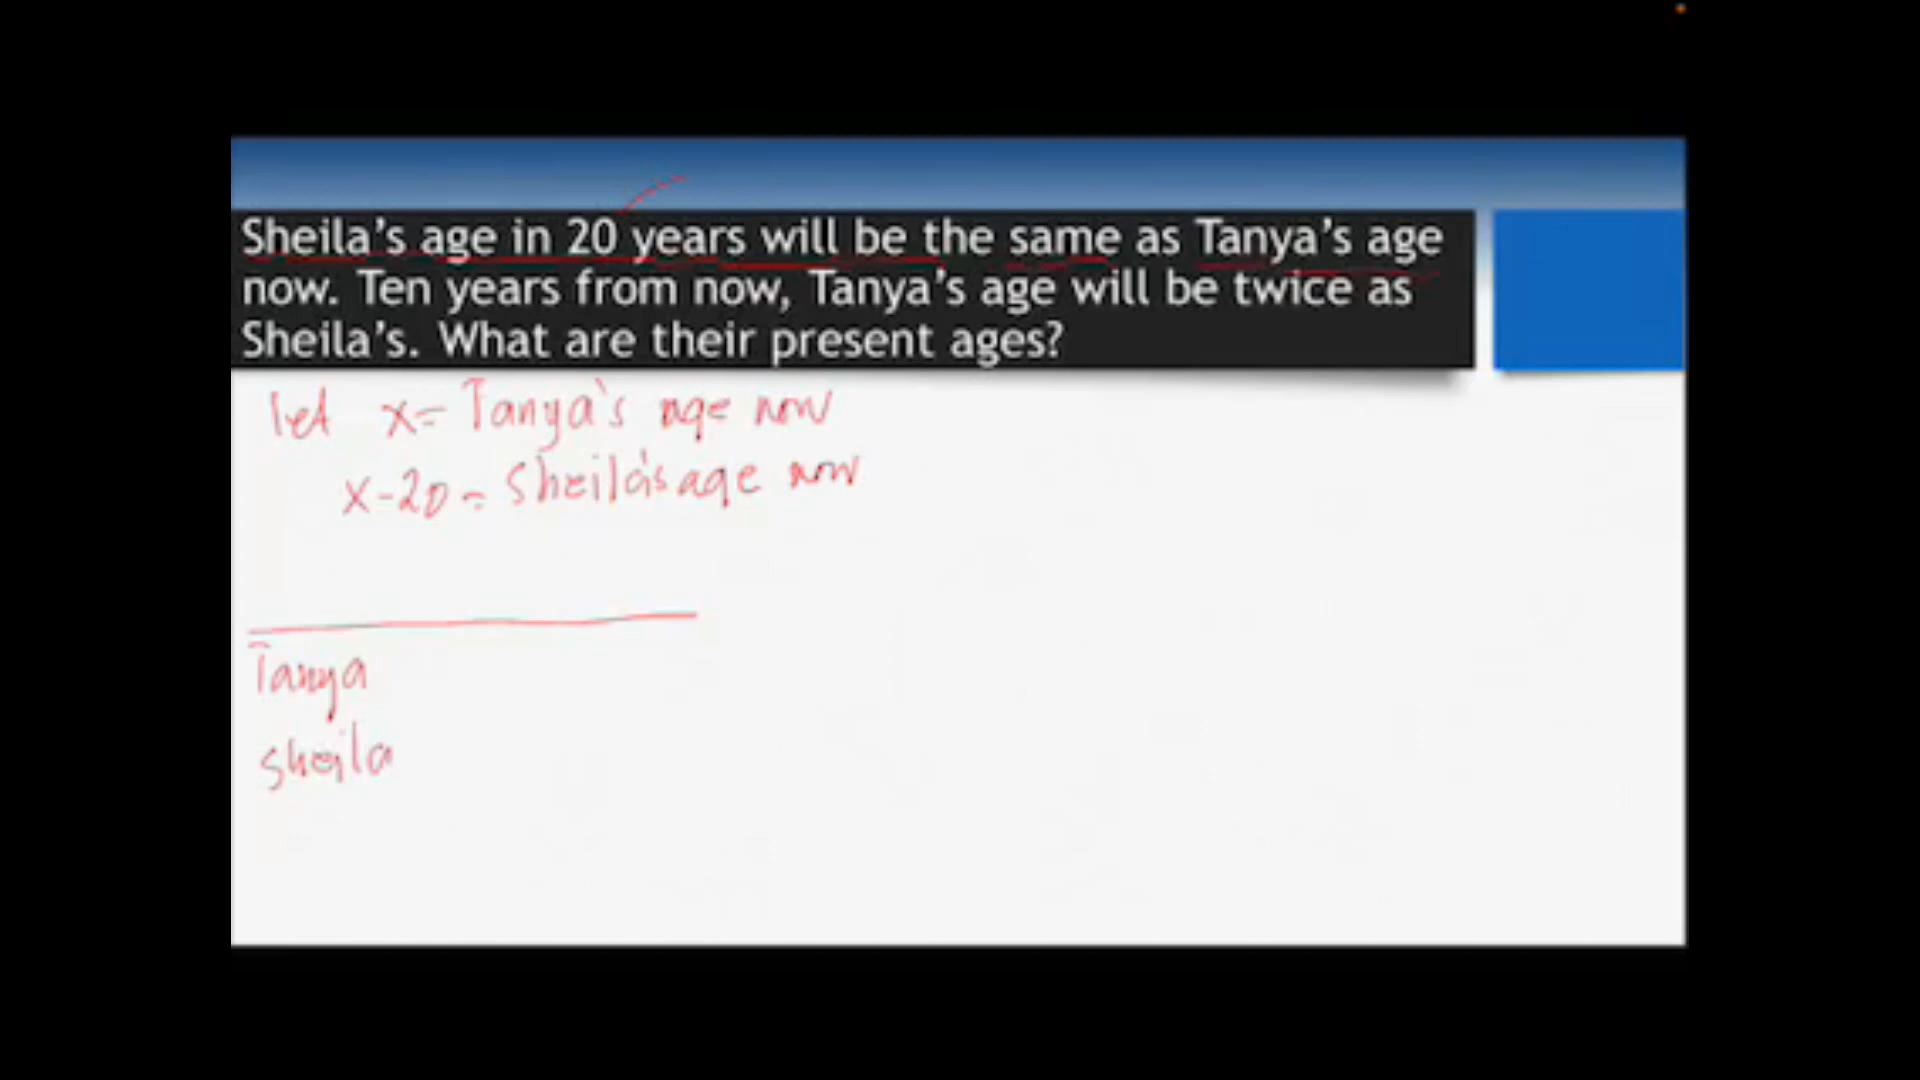 Sheila's age in 20 years will be the same as Tanya's age
now. Ten years from now, Tanya's age will be twice as
Sheila's. What are their present ages?
let x= Tanya's age now
x-20= Sheila's age now
Tanya
Sheila